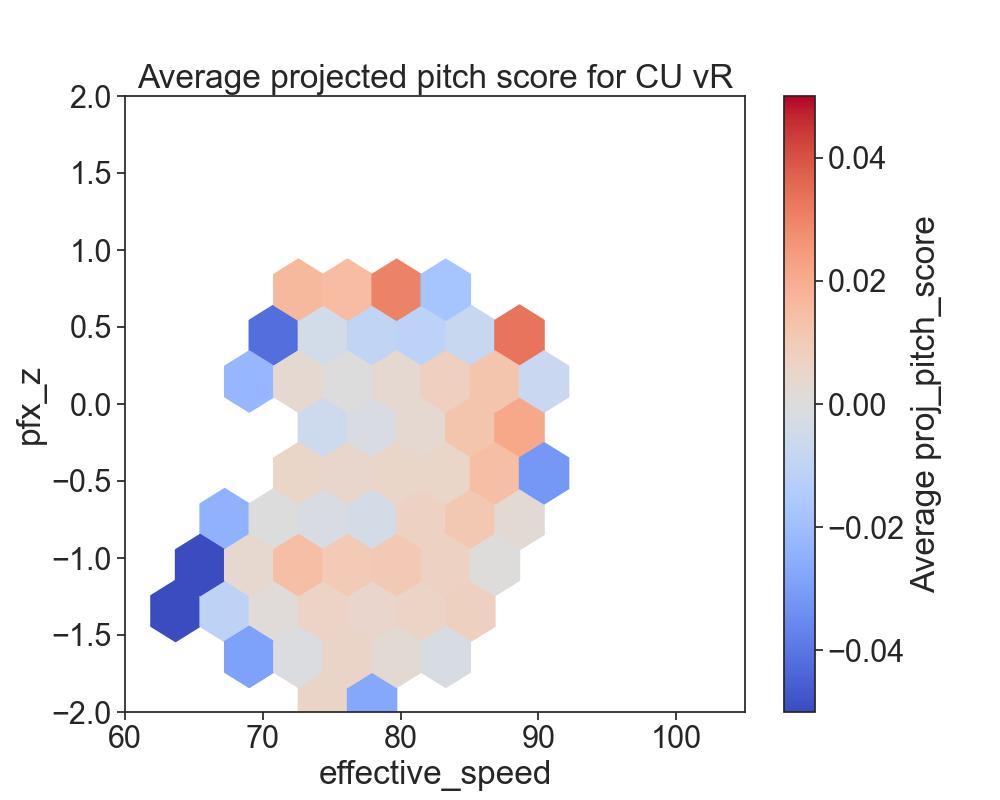 Average projected pitch score for CU vR
2.0
1.5
1.0
0.5
0.0
−0.5
−1.0
−1.5
−2.0
pfx_z
60 70 80 90 100
effective_speed
0.04
0.02
0.00
−0.02
−0.04
Average proj_pitch_score